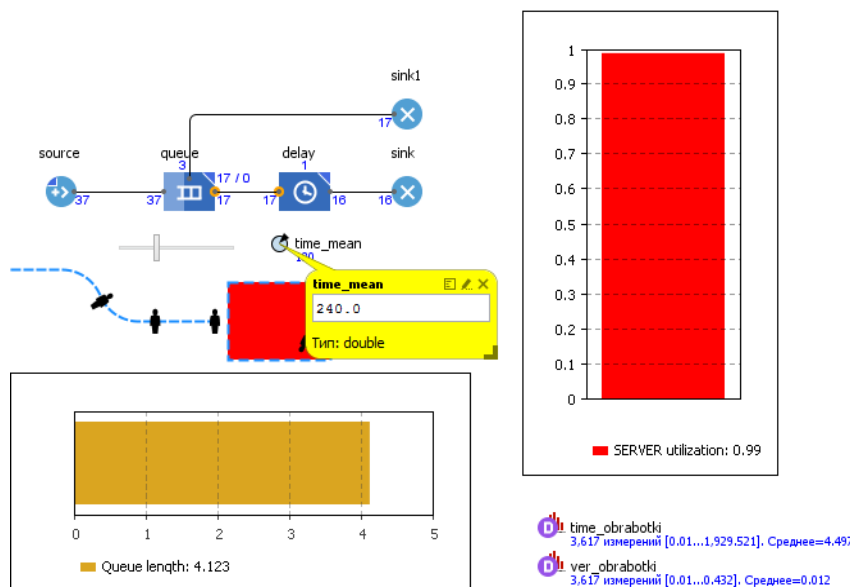 sink1
17
source
queue
delay
sink
3
17 / 0
1
37
37
17
17
16
16
time_mean
time_mean
240.0
Тип: double
1
0.9
0.8
0.7
0.6
0.5
0.4
0.3
0.2
0.1
0
SERVER utilization: 0.99
0
1
2
3
4
5
Queue length: 4.123
time_obrabotki
3,617 измерений [0.01...1,929.521]. Среднее=4.497
ver_obrabotki
3,617 измерений [0.01...0.432]. Среднее=0.012